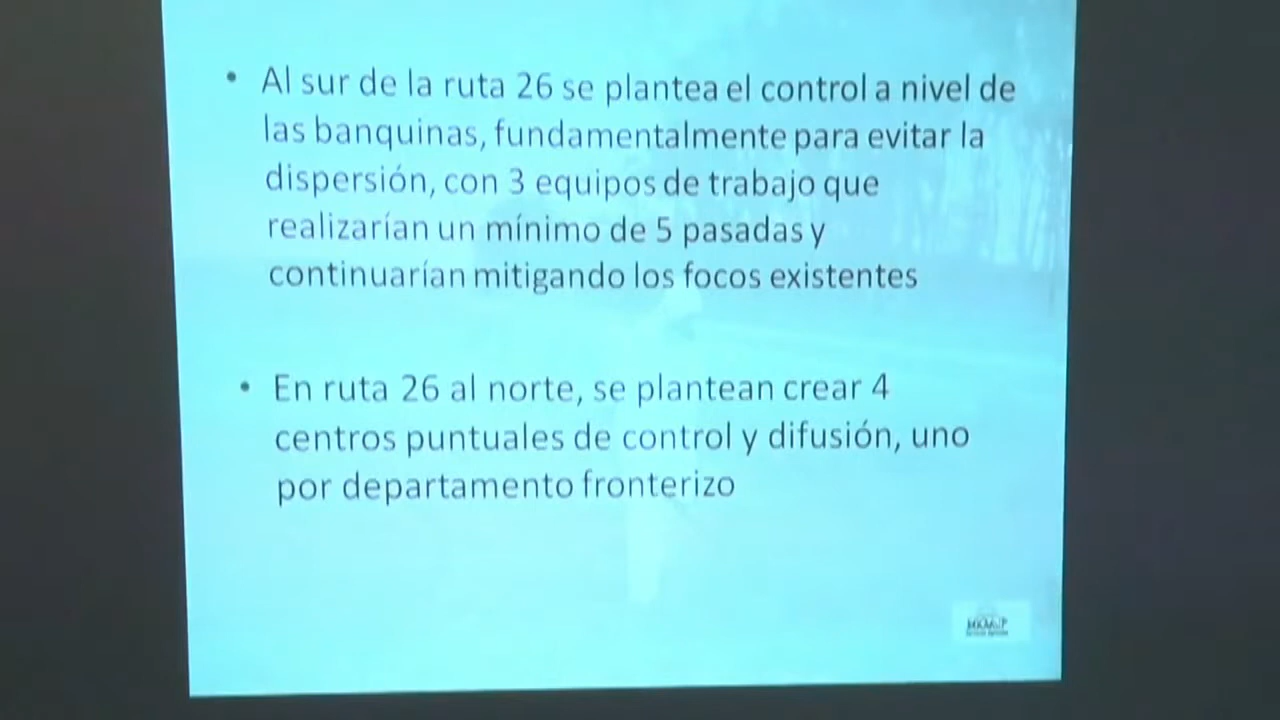 • Al sur de la ruta 26 se plantea el control a nivel de
las banquinas, fundamentalmente para evitar la
dispersión, con 3 equipos de trabajo que
realizarían un mínimo de 5 pasadas y
continuarían mitigando los focos existentes
• En ruta 26 al norte, se plantean crear 4
centros puntuales de control y difusión, uno
por departamento fronterizo